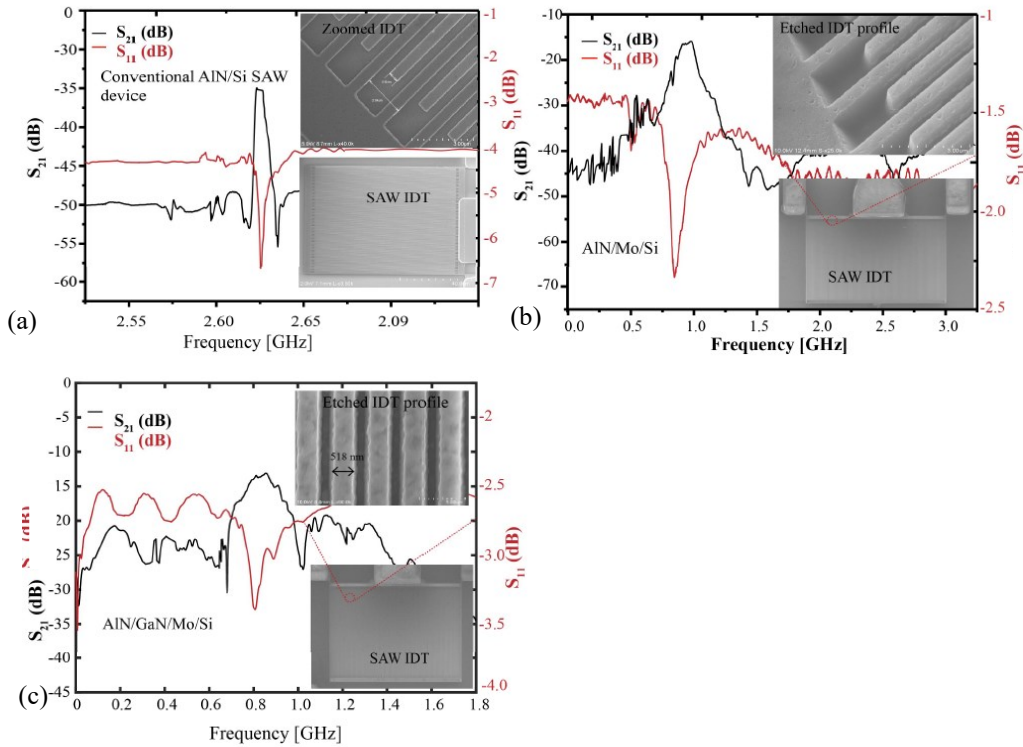 S21 (dB)
S11 (dB)
Conventional AlN/Si SAW
device
Zoomed IDT
SAW IDT
0
-35
-40
-45
-50
-55
-60
S21 (dB)
-1
-2
-3
-4
-5
-6
-7
S11 (dB)
2.55
2.60
2.65
2.09
Frequency [GHz]
(a)
S21 (dB)
S11 (dB)
Etched IDT profile
AlN/Mo/Si
SAW IDT
-10
-20
-30
-40
-50
-60
-70
S21 (dB)
-1
-1.5
-2.0
-2.5
S11 (dB)
0.0
0.5
1.0
1.5
2.0
2.5
3.0
Frequency [GHz]
(b)
S21 (dB)
S11 (dB)
Etched IDT profile
518 nm
AlN/GaN/Mo/Si
SAW IDT
0
-5
-10
-15
20
25
-30
-35
-40
-45
S21 (dB)
-2
-2.5
-3.0
-3.5
-4.0
S11 (dB)
0
0.2
0.4
0.6
0.8
1.0
1.2
1.4
1.6
1.8
Frequency [GHz]
(c)